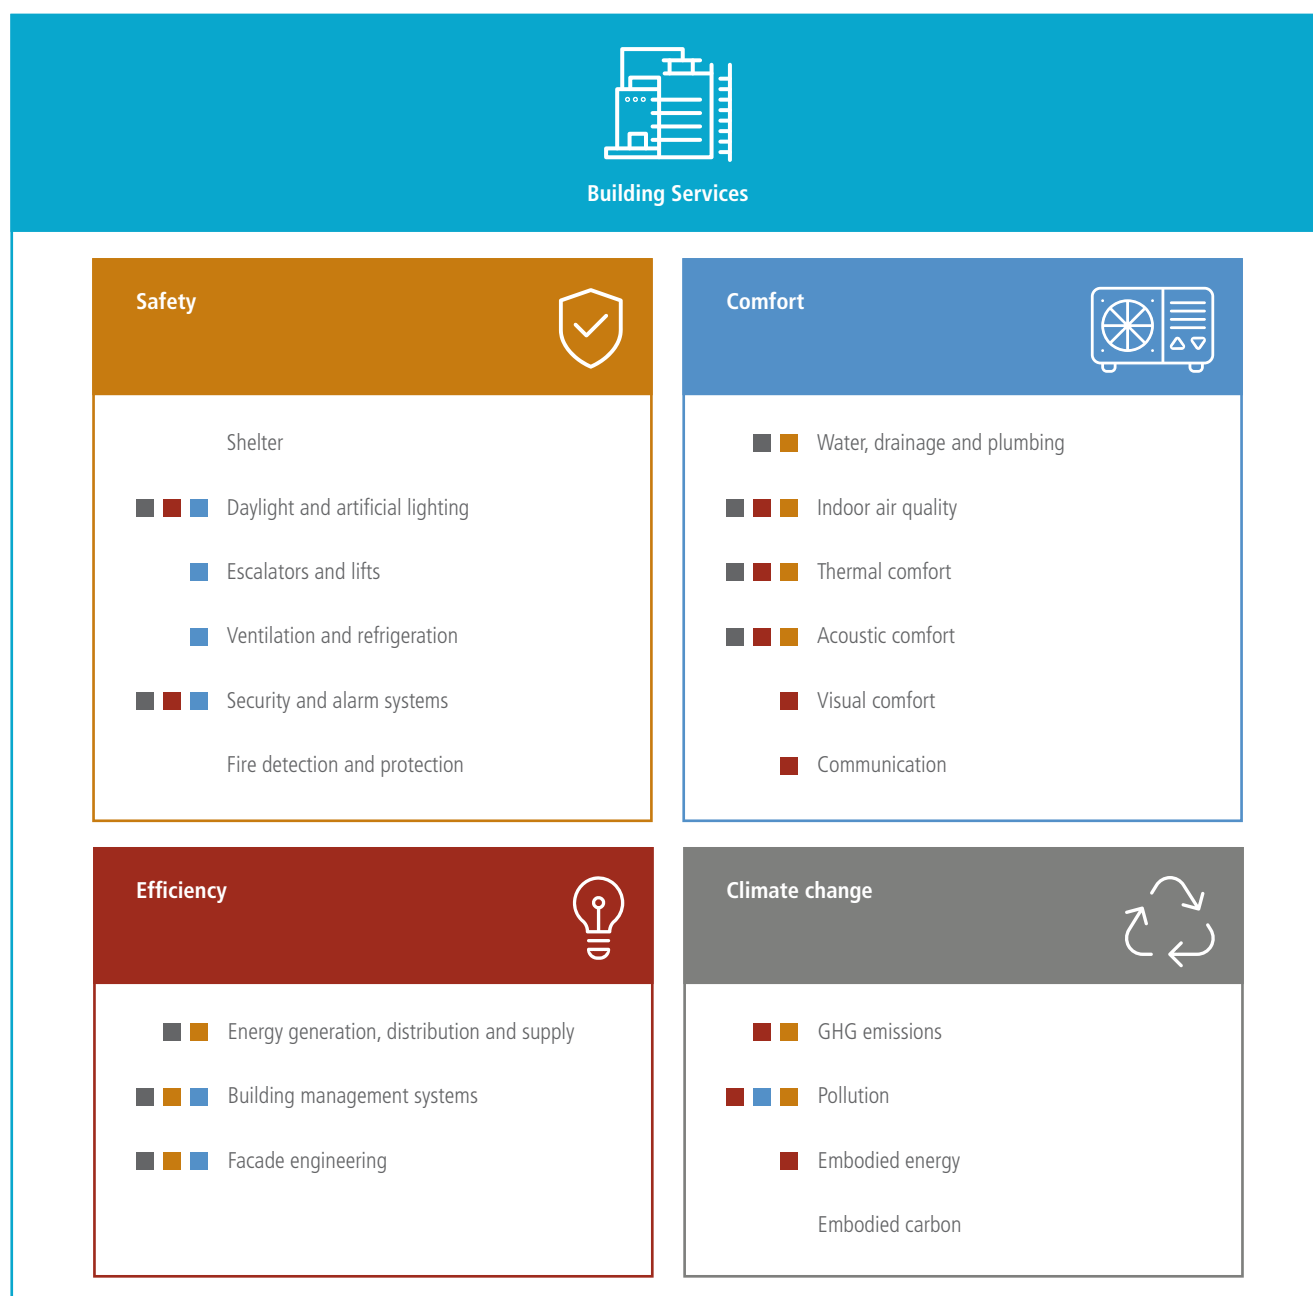 Building Services
Safety
Shelter
Daylight and artificial lighting
Escalators and lifts
Ventilation and refrigeration
Security and alarm systems
Fire detection and protection
Comfort
Water, drainage and plumbing
Indoor air quality
Thermal comfort
Acoustic comfort
Visual comfort
Communication
Efficiency
Energy generation, distribution and supply
Building management systems
Facade engineering
Climate change
GHG emissions
Pollution
Embodied energy
Embodied carbon